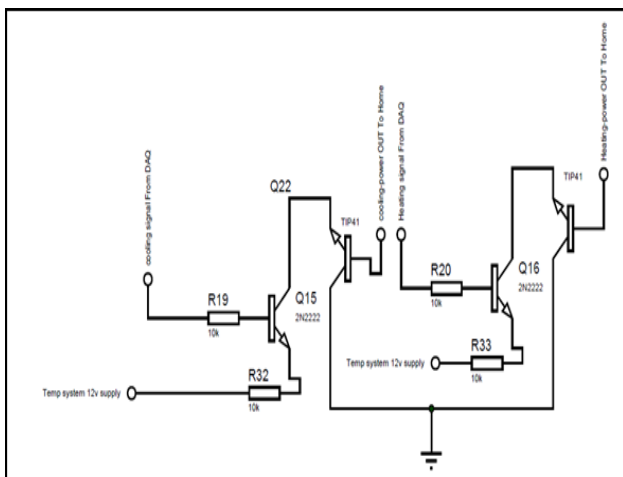 cooling signal From DAQ
Q22
TIP41
cooling-power OUT To Home
Heating signal From DAQ
TIP41
Heating-power OUT To Home
R19
10k
Q15
2N2222
R20
10k
Q16
2N2222
R32
10k
Temp system 12v supply
R33
10k
Temp system 12v supply